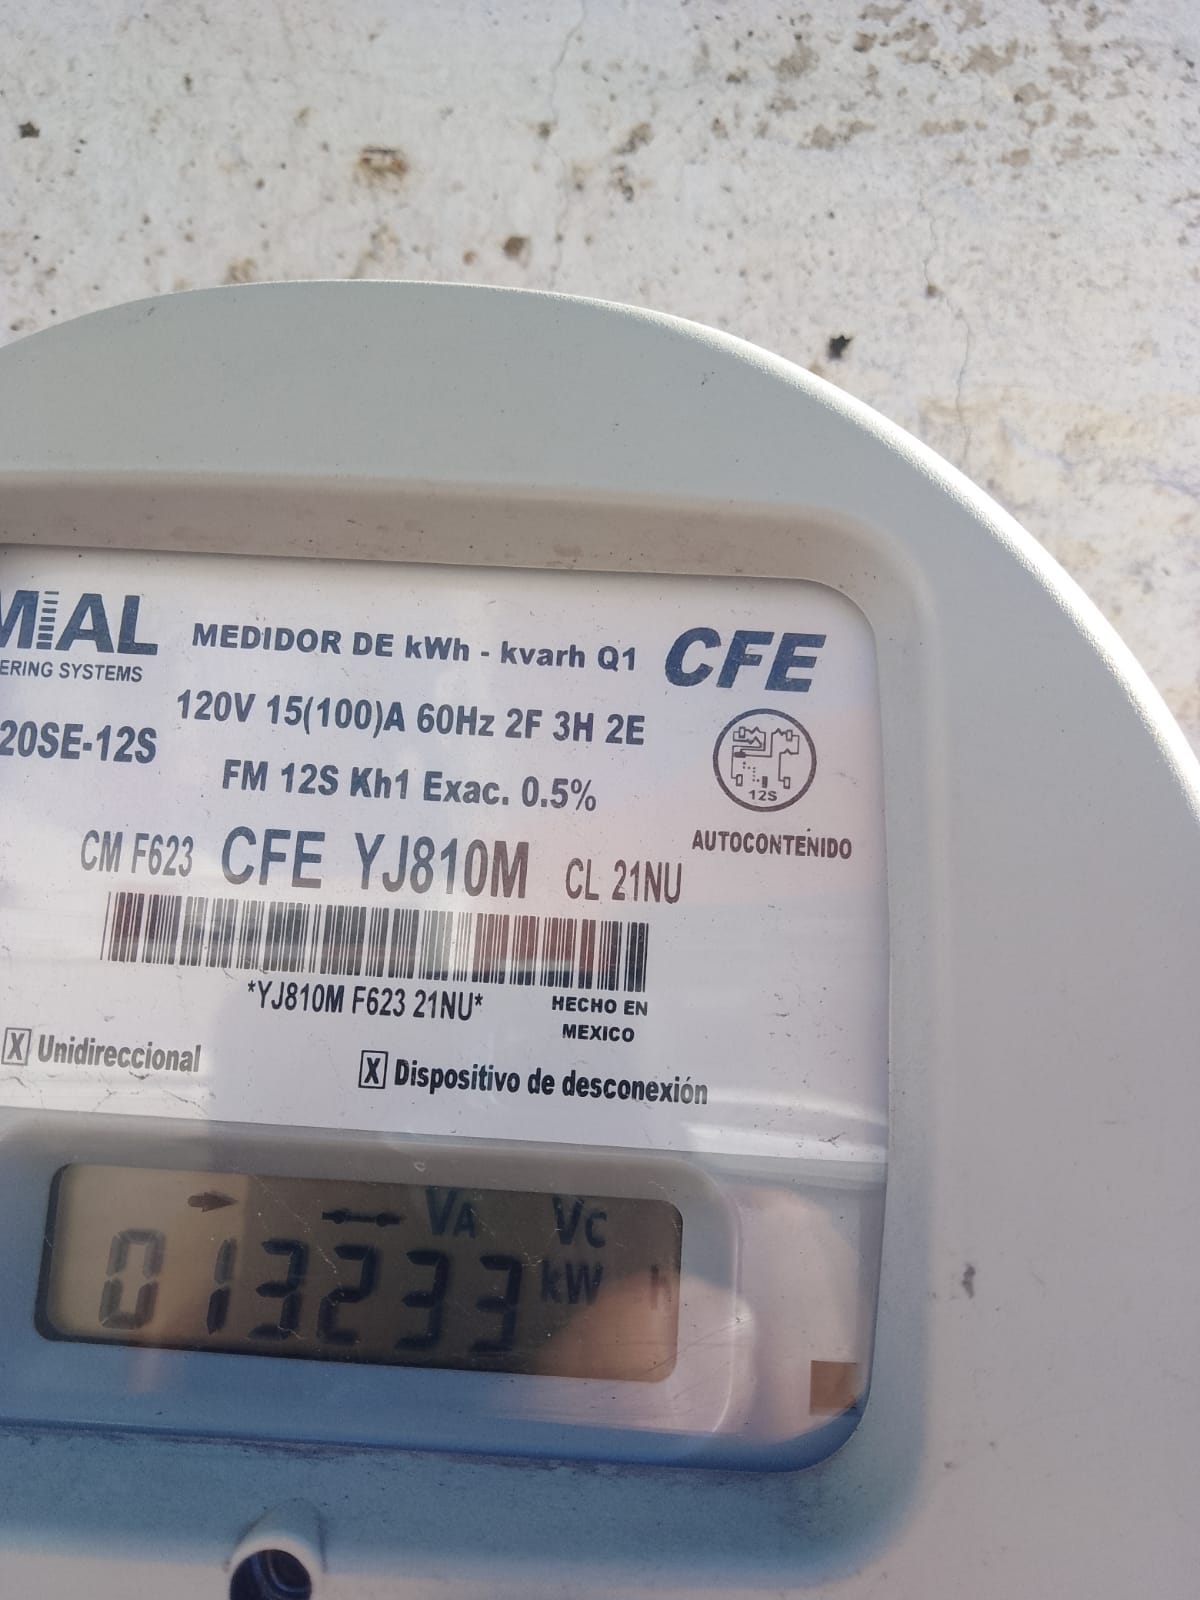 MIAL
ERING SYSTEMS
MEDIDOR DE kWh - kvarh Q1
CFE
120V 15(100)A 60Hz 2F 3H 2E
20SE-12S
FM 12S Kh1 Exac. 0.5%
12S
AUTOCONTENIDO
CM F623 CFE YJ810M CL 21NU
*YJ810M F623 21NU*
HECHO EN
MEXICO
X Unidireccional
X Dispositivo de desconexión
VA VC
013233 kW h